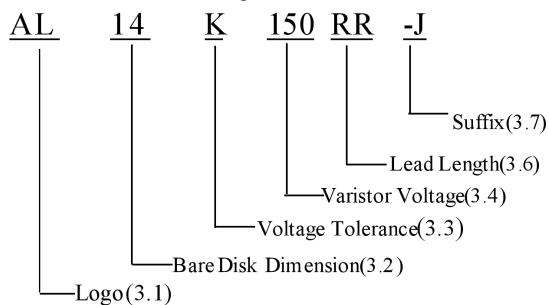 AL 14 K 150 RR -J
Suffix(3.7)
Lead Length(3.6)
Varistor Voltage(3.4)
Voltage Tolerance(3.3)
Bare Disk Dimension(3.2)
Logo(3.1)